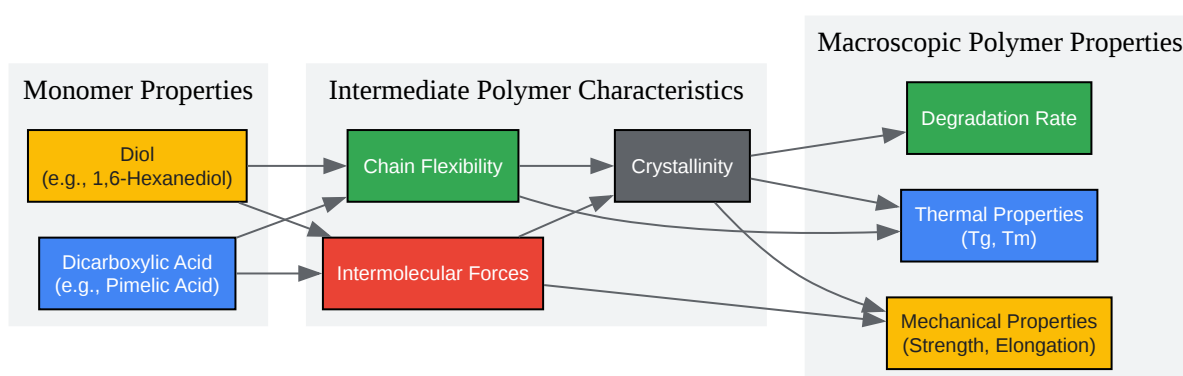 Monomer Properties
Diol
(e.g., 1,6-Hexanediol)
Dicarboxylic Acid
(e.g., Pimelic Acid)
Intermediate Polymer Characteristics
Chain Flexibility
Crystallinity
Intermolecular Forces
Macroscopic Polymer Properties
Degradation Rate
Thermal Properties
(Tg, Tm)
Mechanical Properties
(Strength, Elongation)